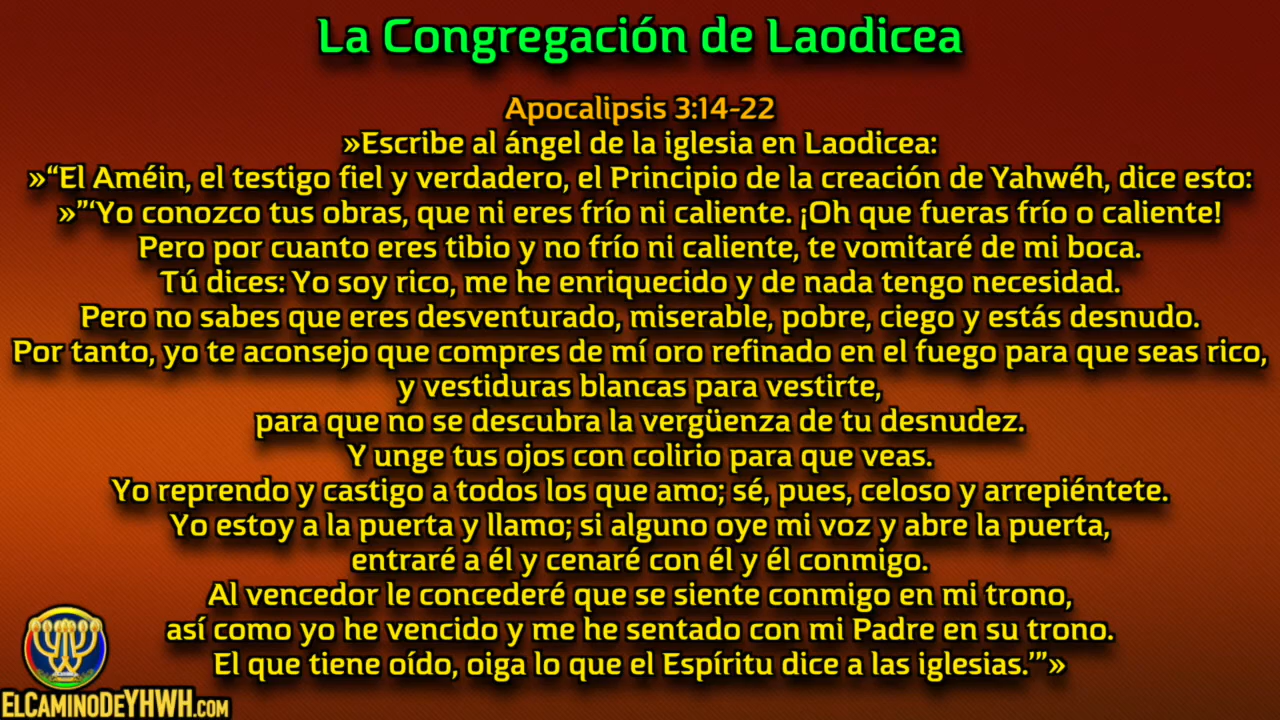 La Congregación de Laodicea
Apocalipsis 3:14-22
»Escribe al ángel de la iglesia en Laodicea:
»“El Améin, el testigo fiel y verdadero, el Principio de la creación de Yahwéh, dice esto:
»”‘Yo conozco tus obras, que ni eres frío ni caliente. ¡Oh que fueras frío o caliente!
Pero por cuanto eres tibio y no frío ni caliente, te vomitaré de mi boca.
Tú dices: Yo soy rico, me he enriquecido y de nada tengo necesidad.
Pero no sabes que eres desventurado, miserable, pobre, ciego y estás desnudo.
Por tanto, yo te aconsejo que compres de mí oro refinado en el fuego para que seas rico,
y vestiduras blancas para vestirte,
para que no se descubra la vergüenza de tu desnudez.
Y unge tus ojos con colirio para que veas.
Yo reprendo y castigo a todos los que amo; sé, pues, celoso y arrepiéntete.
Yo estoy a la puerta y llamo; si alguno oye mi voz y abre la puerta,
entraré a él y cenaré con él y él conmigo.
Al vencedor le concederé que se siente conmigo en mi trono,
así como yo he vencido y me he sentado con mi Padre en su trono.
El que tiene oído, oiga lo que el Espíritu dice a las iglesias.’”»
ELCAMINODEYHWH.COM